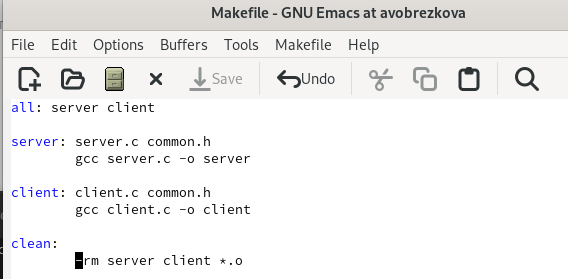 Makefile - GNU Emacs at avobrezkova
File Edit Options Buffers Tools Makefile Help
Save Undo
all: server client
server: server.c common.h
gcc server.c -o server
client: client.c common.h
gcc client.c -o client
clean:
-rm server client *.o